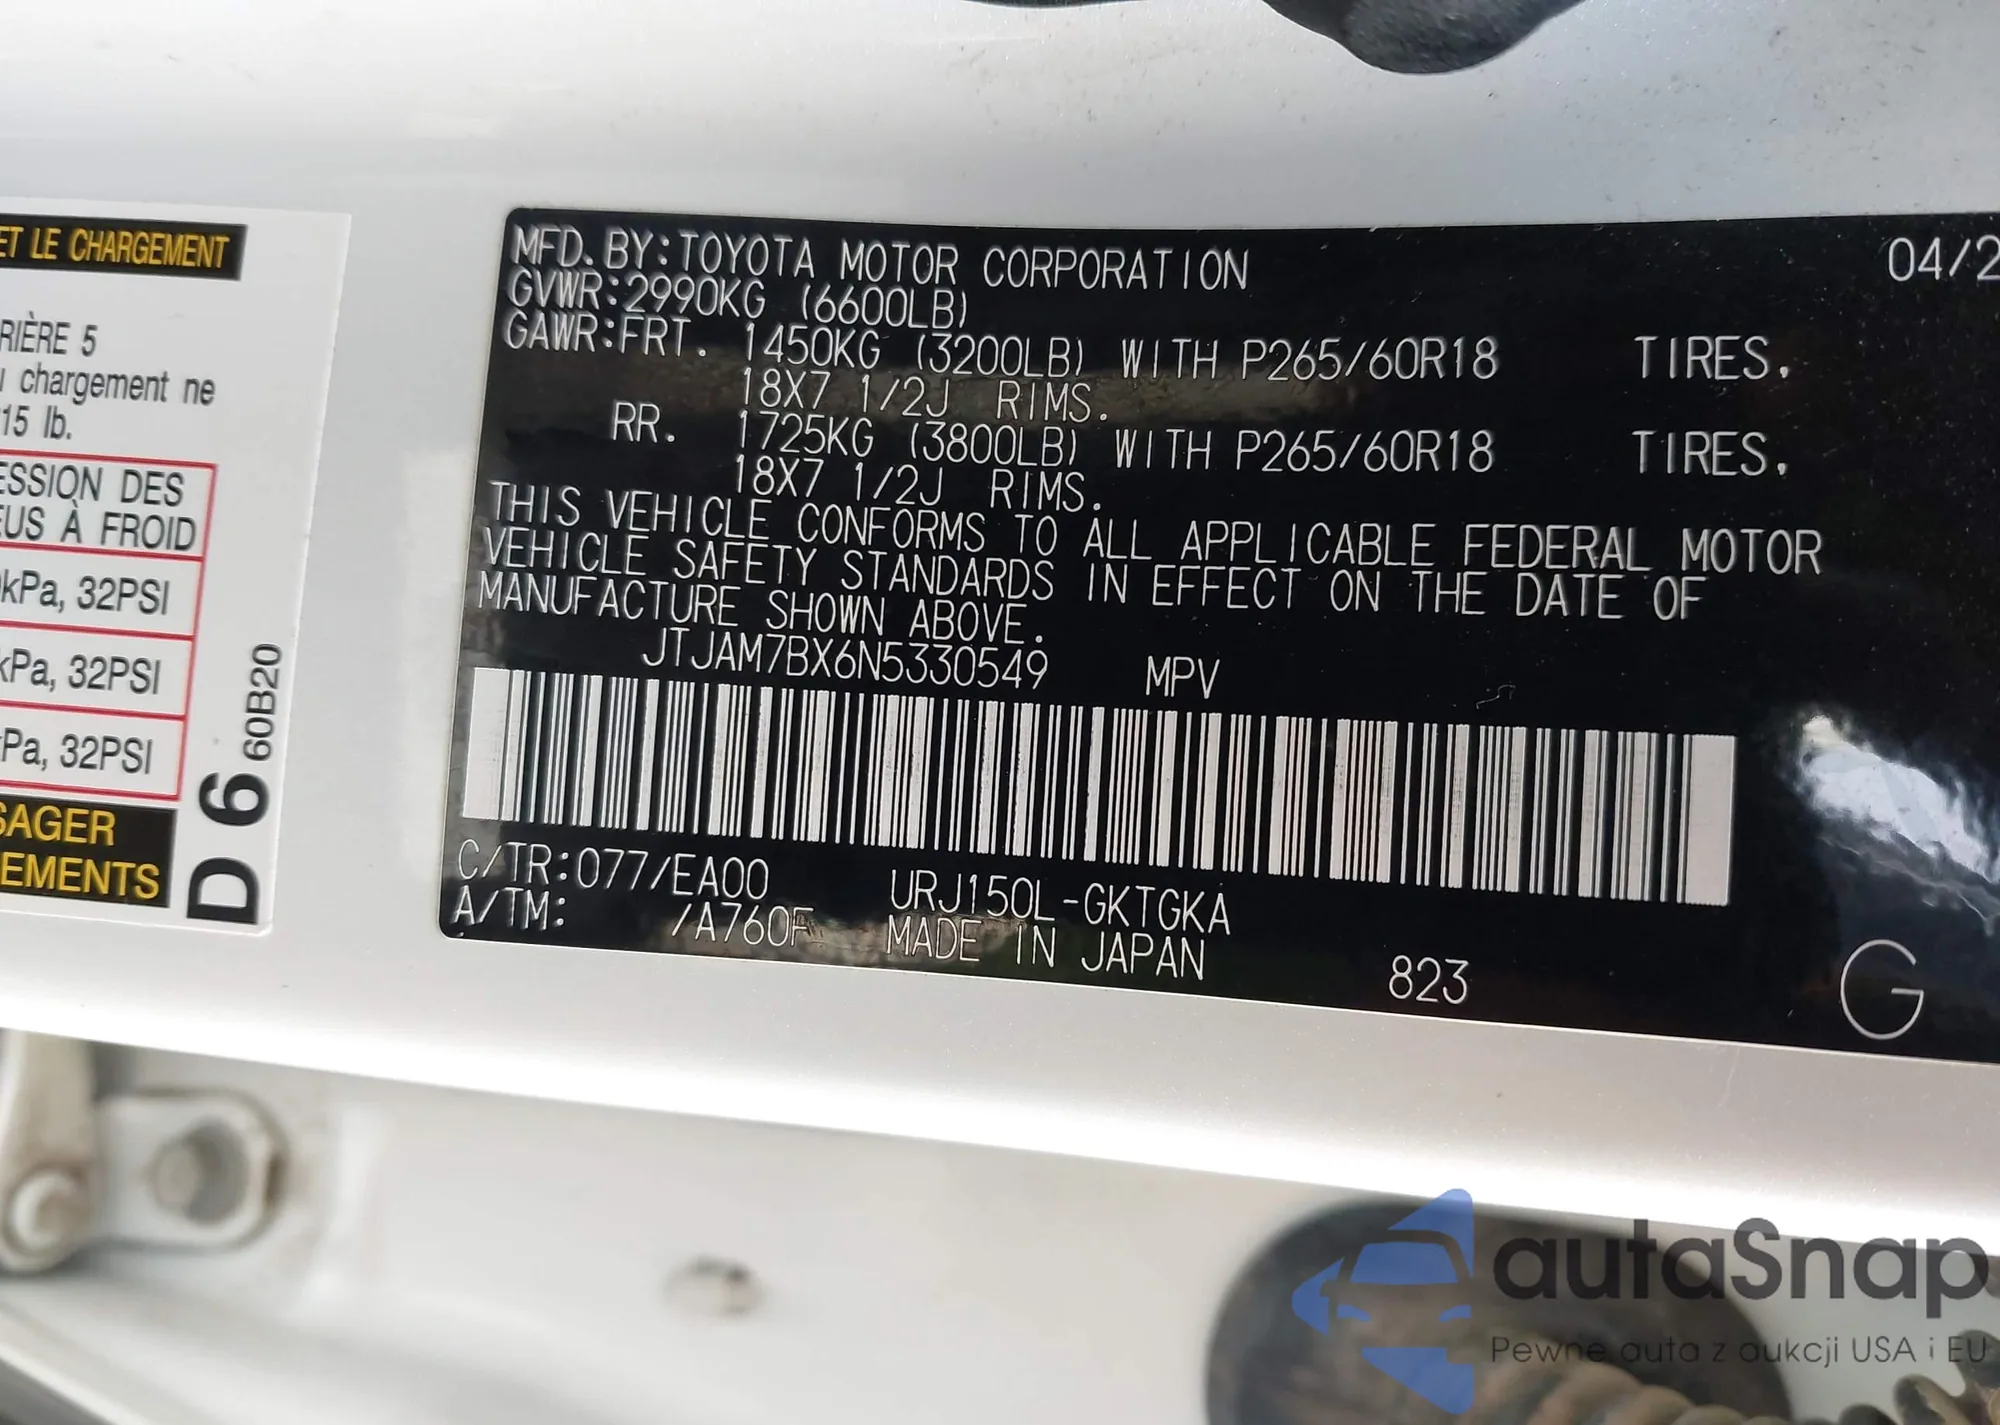 ET LE CHARGEMENT
RIÈRE 5
chargement ne
15 lb.
ESSION DES
EUS À FROID
kPa, 32PSI
kPa, 32PSI
Pa, 32PSI
SAGER
EMENTS
D 6 60B20
MFD. BY:TOYOTA MOTOR CORPORATION 04/2
GVWR:2990KG (6600LB)
GAWR:FRT. 1450KG (3200LB) WITH P265/60R18 TIRES,
18X7 1/2J RIMS.
RR. 1725KG (3800LB) WITH P265/60R18 TIRES,
18X7 1/2J RIMS.
THIS VEHICLE CONFORMS TO ALL APPLICABLE FEDERAL MOTOR
VEHICLE SAFETY STANDARDS IN EFFECT ON THE DATE OF
MANUFACTURE SHOWN ABOVE.
JTJAM7BX6N5330549 MPV
C/TR:077/EA00 URJ150L-GKTGKA
A/TM: /A760F MADE IN JAPAN
823 G
autaSnap
Pewne auta z aukcji USA i EU